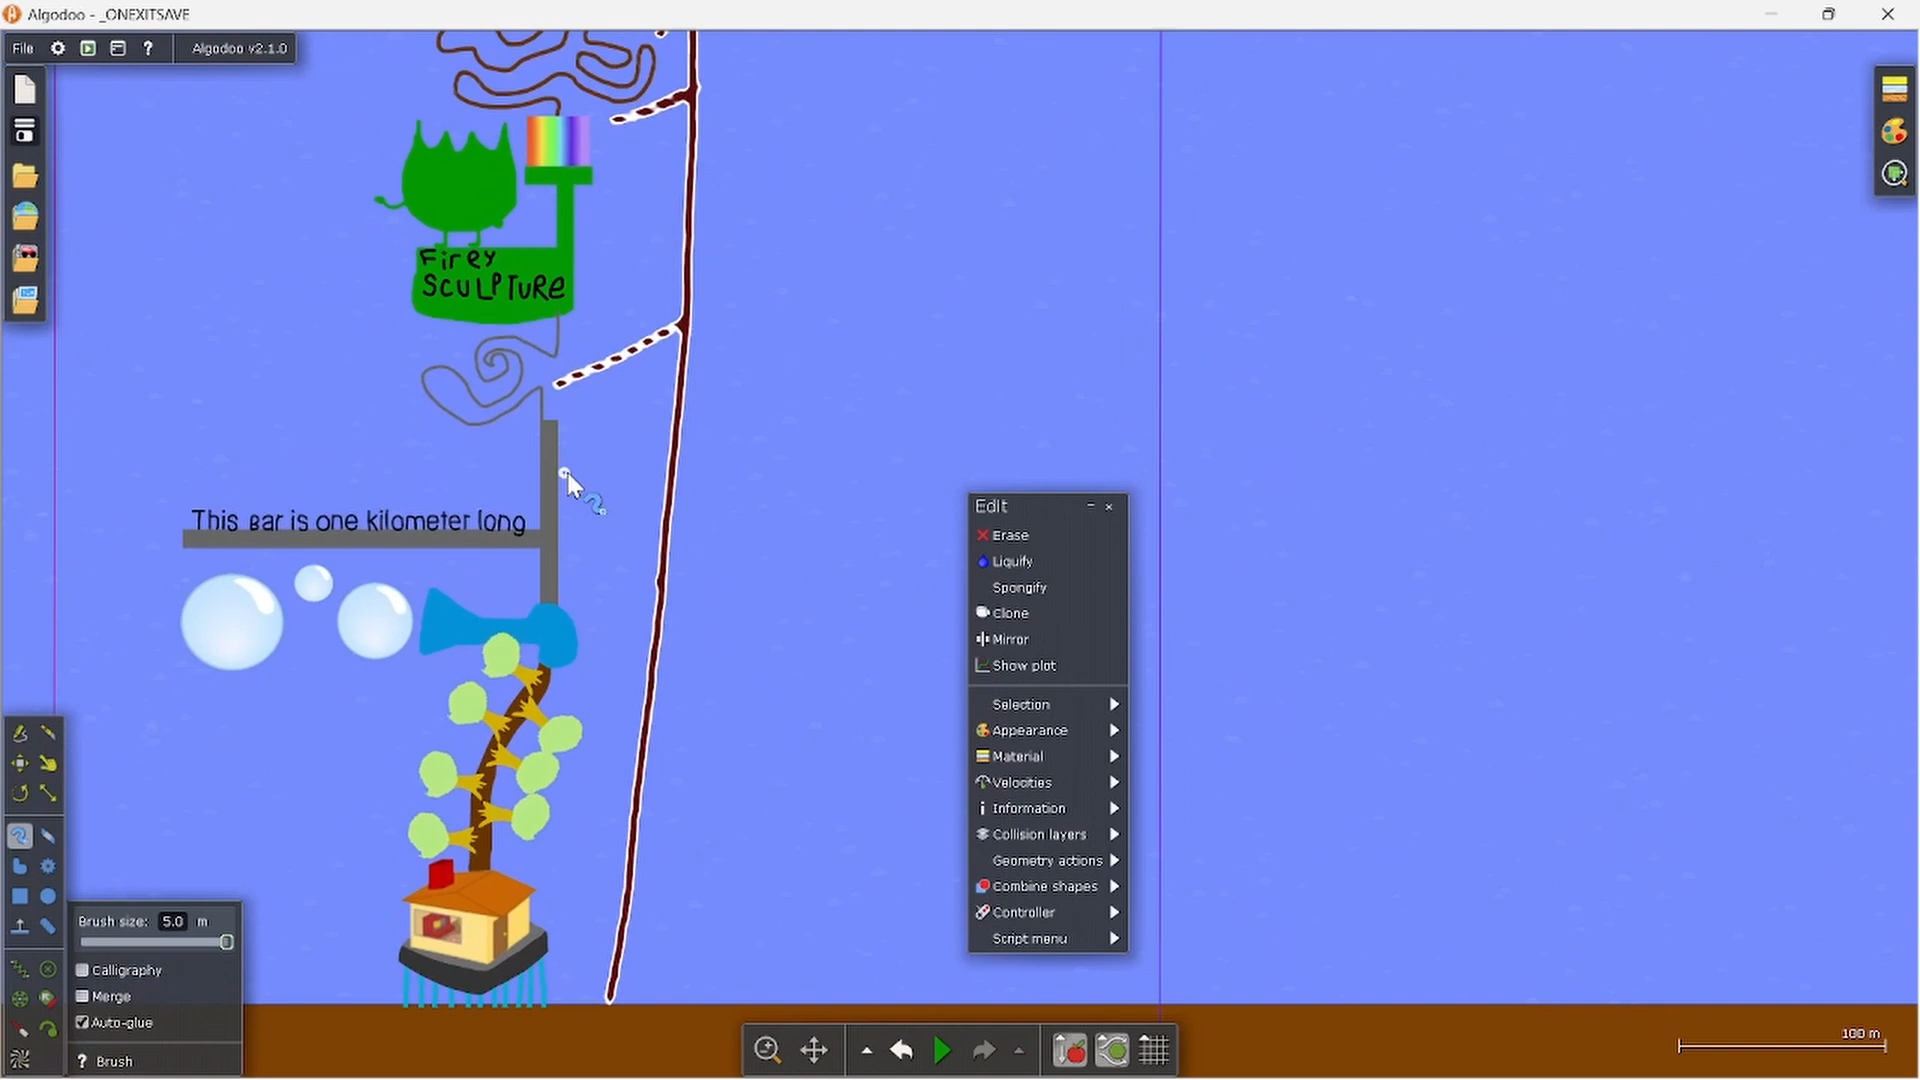 Algodoo - _ONEXITSAVE
File
?
Algodoo v2.1.0
Firey
SCULPTURE
This Bar is one kilometer long
Edit
Erase
Liquify
Spongify
Clone
Mirror
Show plot
Selection
Appearance
Material
Velocities
Information
Collision layers
Geometry actions
Combine shapes
Controller
Script menu
Brush size: 5.0 m
Calligraphy
Merge
Auto-glue
? Brush
100 m